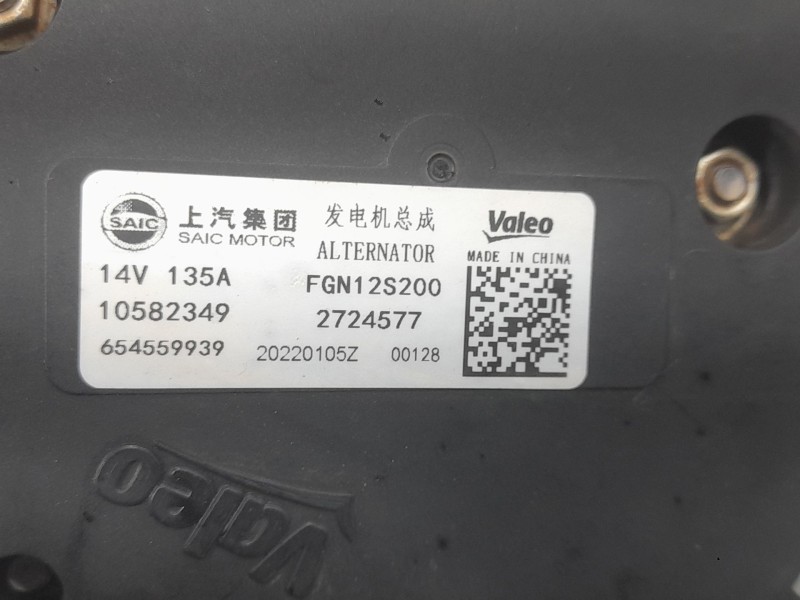 SAIC 上汽集团 发电机总成 Valeo
SAIC MOTOR ALTERNATOR MADE IN CHINA
14V 135A FGN12S200
10582349 2724577
654559939 20220105Z 00128
Valeo